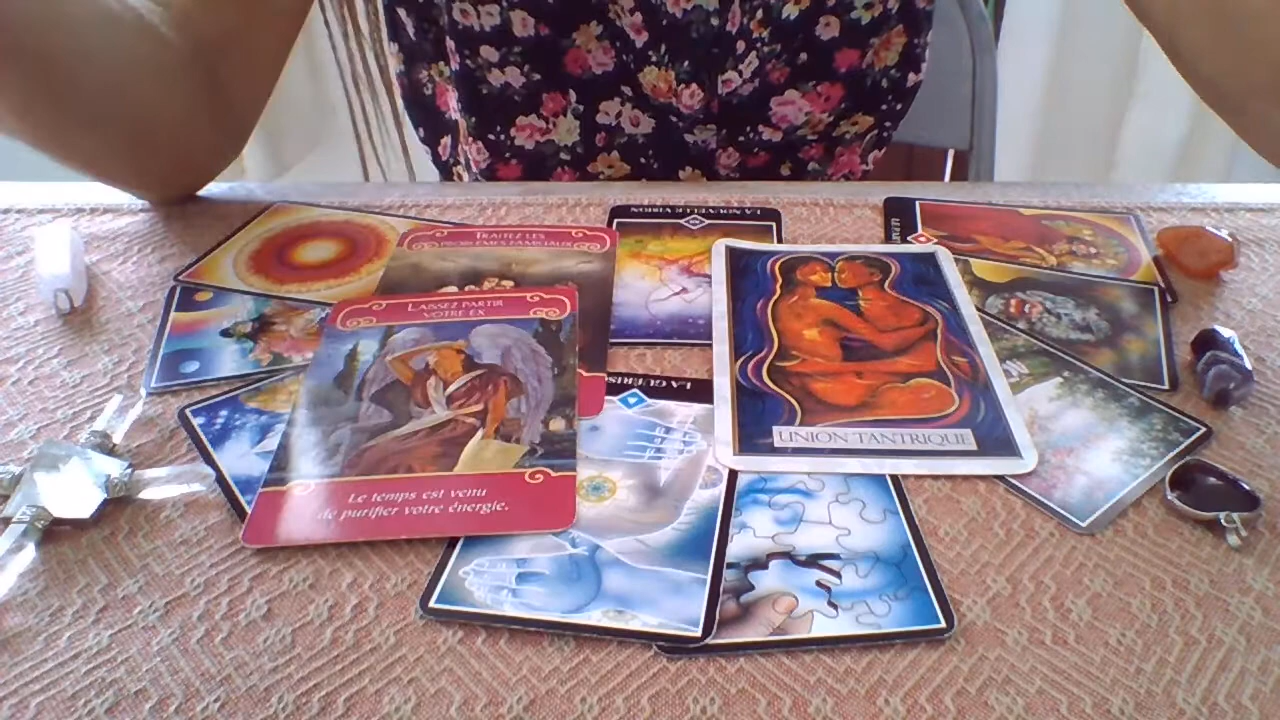 LA NOUVELLE VISION
TRAITEZ LES
PROBLÈMES FAMILIAUX
LAISSEZ PARTIR
VOTRE EX
Le temps est venu
de purifier votre énergie.
UNION TANTRIQUE